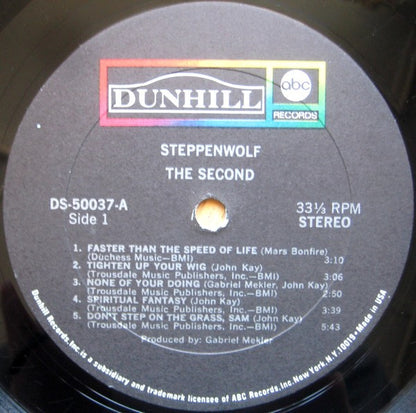 DUNHILL
abc
RECORDS
STEPPENWOLF
THE SECOND
DS-50037-A
Side 1
33⅓ RPM
STEREO
1. FASTER THAN THE SPEED OF LIFE (Mars Bonfire)
(Duchess Music—BMI) 3:10
2. TIGHTEN UP YOUR WIG (John Kay)
(Trousdale Music Publishers, Inc.—BMI) 3:06
3. NONE OF YOUR DOING (Gabriel Mekler, John Kay)
(Trousdale Music Publishers, Inc.—BMI) 2:50
4. SPIRITUAL FANTASY (John Kay)
(Trousdale Music Publishers, Inc.—BMI) 3:39
5. DON'T STEP ON THE GRASS, SAM (John Kay)
(Trousdale Music Publishers, Inc.—BMI) 5:43
Produced by: Gabriel Mekler
Dunhill Records, Inc. is a subsidiary and trademark licensee of ABC Records, Inc. New York, N.Y. 10019 • Made in USA